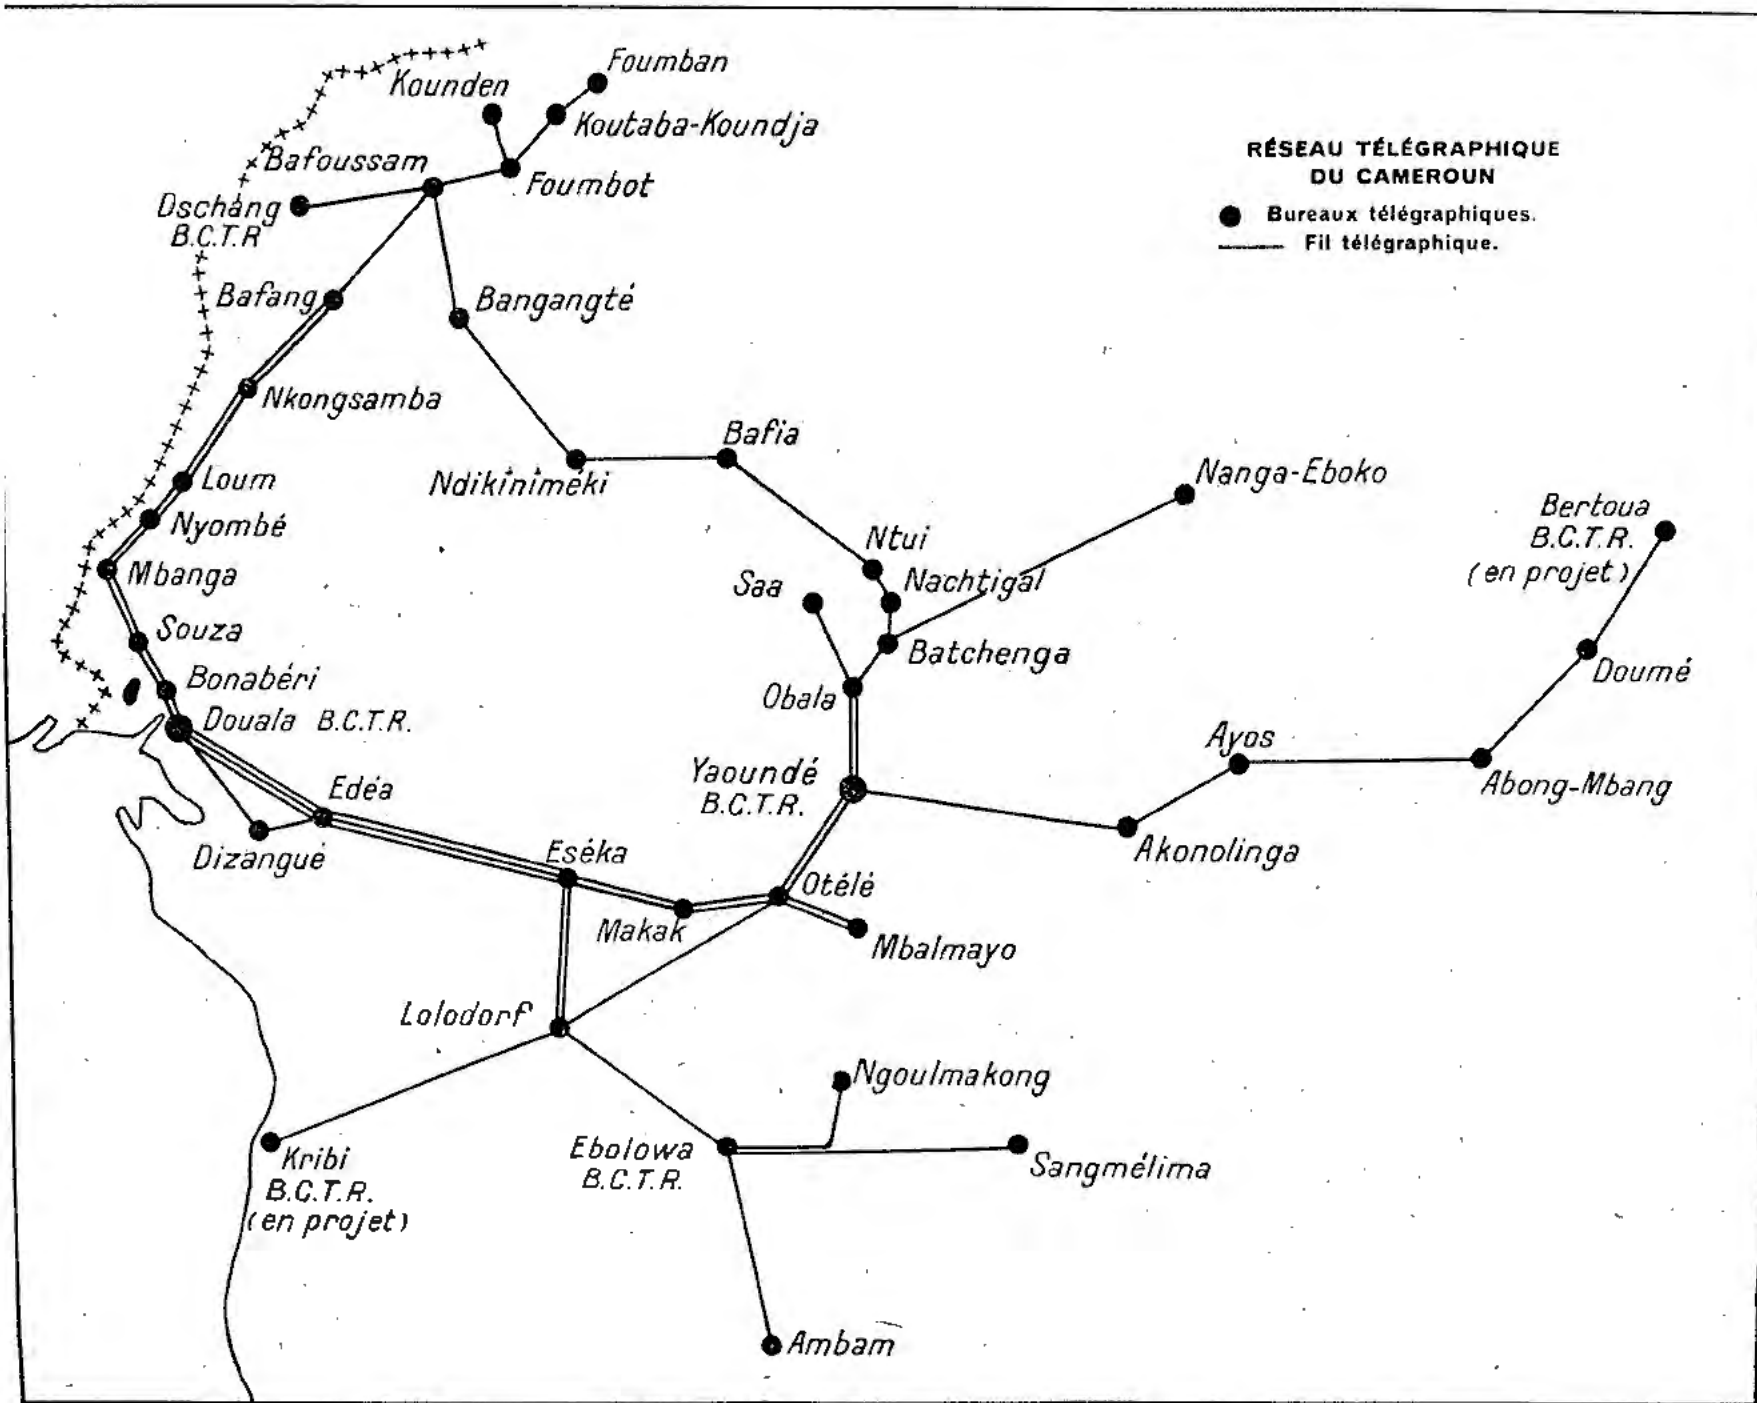 Foumban
Kounden
Koutaba-Koundja
RÉSEAU TÉLÉGRAPHIQUE
DU CAMEROUN
Bafoussam
Foumbot
Dschang
B.C.T.R
Bureaux télégraphiques.
Fil télégraphique.
Bafang
Bangangté
Nkongsamba
Bafia
Loum
Ndikiniméki
Nanga-Eboko
Nyombé
Bertoua
B.C.T.R.
(en projet)
Ntui
Mbanga
Saa
Nachtigal
Souza
Batchenga
Doumé
Bonabéri
Obala
Douala B.C.T.R.
Ayos
Yaoundé
B.C.T.R.
Abong-Mbang
Edéa
Dizangué
Eséka
Akonolinga
Otélé
Makak
Mbalmayo
Lolodorf
Ngoulmakong
Kribi
B.C.T.R.
(en projet)
Ebolowa
B.C.T.R.
Sangmélima
Ambam